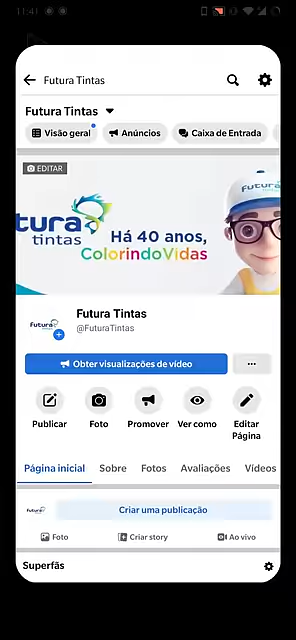 11:41
Futura Tintas
Futura Tintas
Visão geral
Anúncios
Caixa de Entrada
EDITAR
tura
tintas
Há 40 anos,
ColorindoVidas
futura
Futura Tintas
@FuturaTintas
futura
Obter visualizações de vídeo
Publicar
Foto
Promover
Ver como
Editar
Página
Página inicial
Sobre
Fotos
Avaliações
Vídeos
futura
Criar uma publicação
Foto
Criar story
Ao vivo
Superfãs